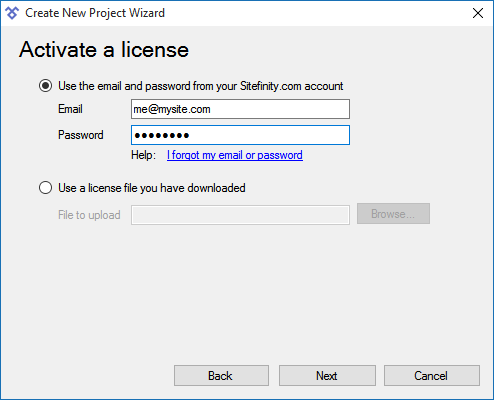 Create New Project Wizard
Activate a license
Use the email and password from your Sitefinity.com account
Email me@mysite.com
Password ●●●●●●●●
Help: I forgot my email or password
Use a license file you have downloaded
File to upload Browse...
Back Next Cancel